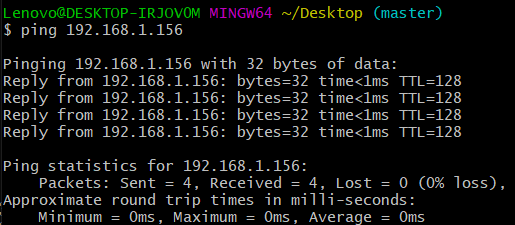 Lenovo@DESKTOP-IRJOVOM MINGW64 ~/Desktop (master)
$ ping 192.168.1.156
Pinging 192.168.1.156 with 32 bytes of data:
Reply from 192.168.1.156: bytes=32 time<1ms TTL=128
Reply from 192.168.1.156: bytes=32 time<1ms TTL=128
Reply from 192.168.1.156: bytes=32 time<1ms TTL=128
Reply from 192.168.1.156: bytes=32 time<1ms TTL=128
Ping statistics for 192.168.1.156:
    Packets: Sent = 4, Received = 4, Lost = 0 (0% loss),
Approximate round trip times in milli-seconds:
    Minimum = 0ms, Maximum = 0ms, Average = 0ms